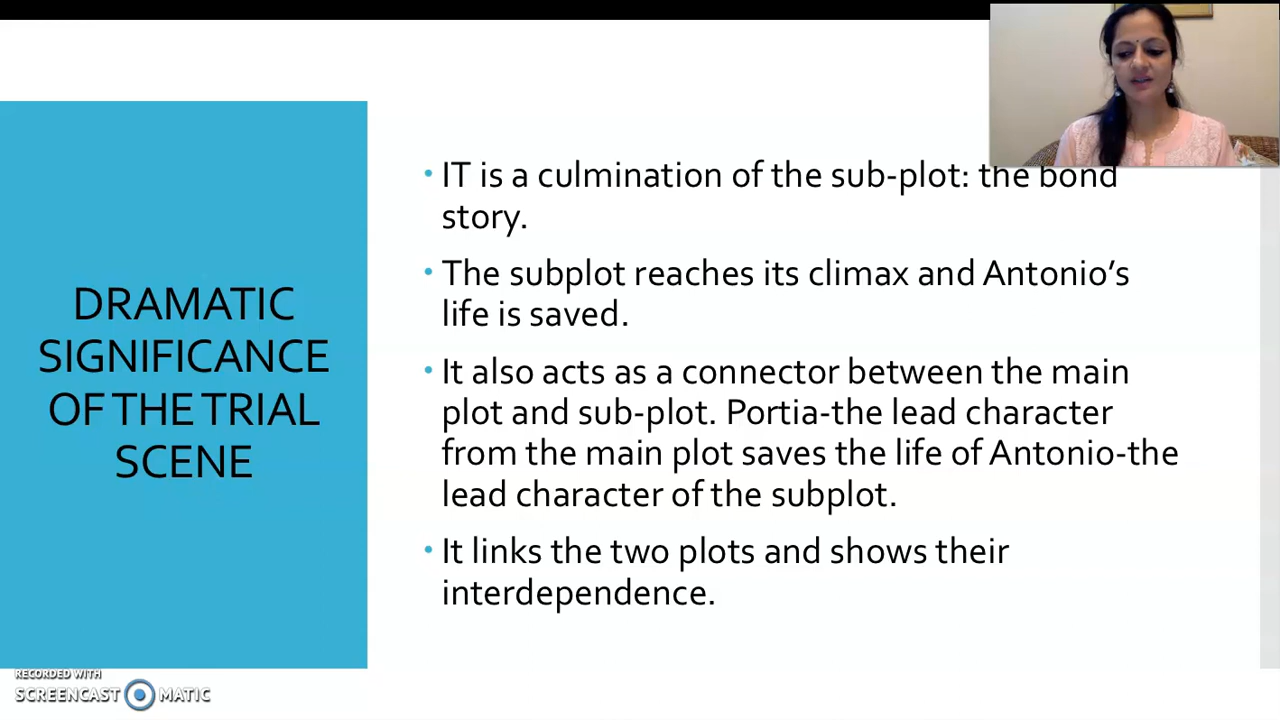 DRAMATIC
SIGNIFICANCE
OF THE TRIAL
SCENE
• IT is a culmination of the sub-plot: the bond
story.
• The subplot reaches its climax and Antonio’s
life is saved.
• It also acts as a connector between the main
plot and sub-plot. Portia-the lead character
from the main plot saves the life of Antonio-the
lead character of the subplot.
• It links the two plots and shows their
interdependence.
RECORDED WITH
SCREENCAST MATIC